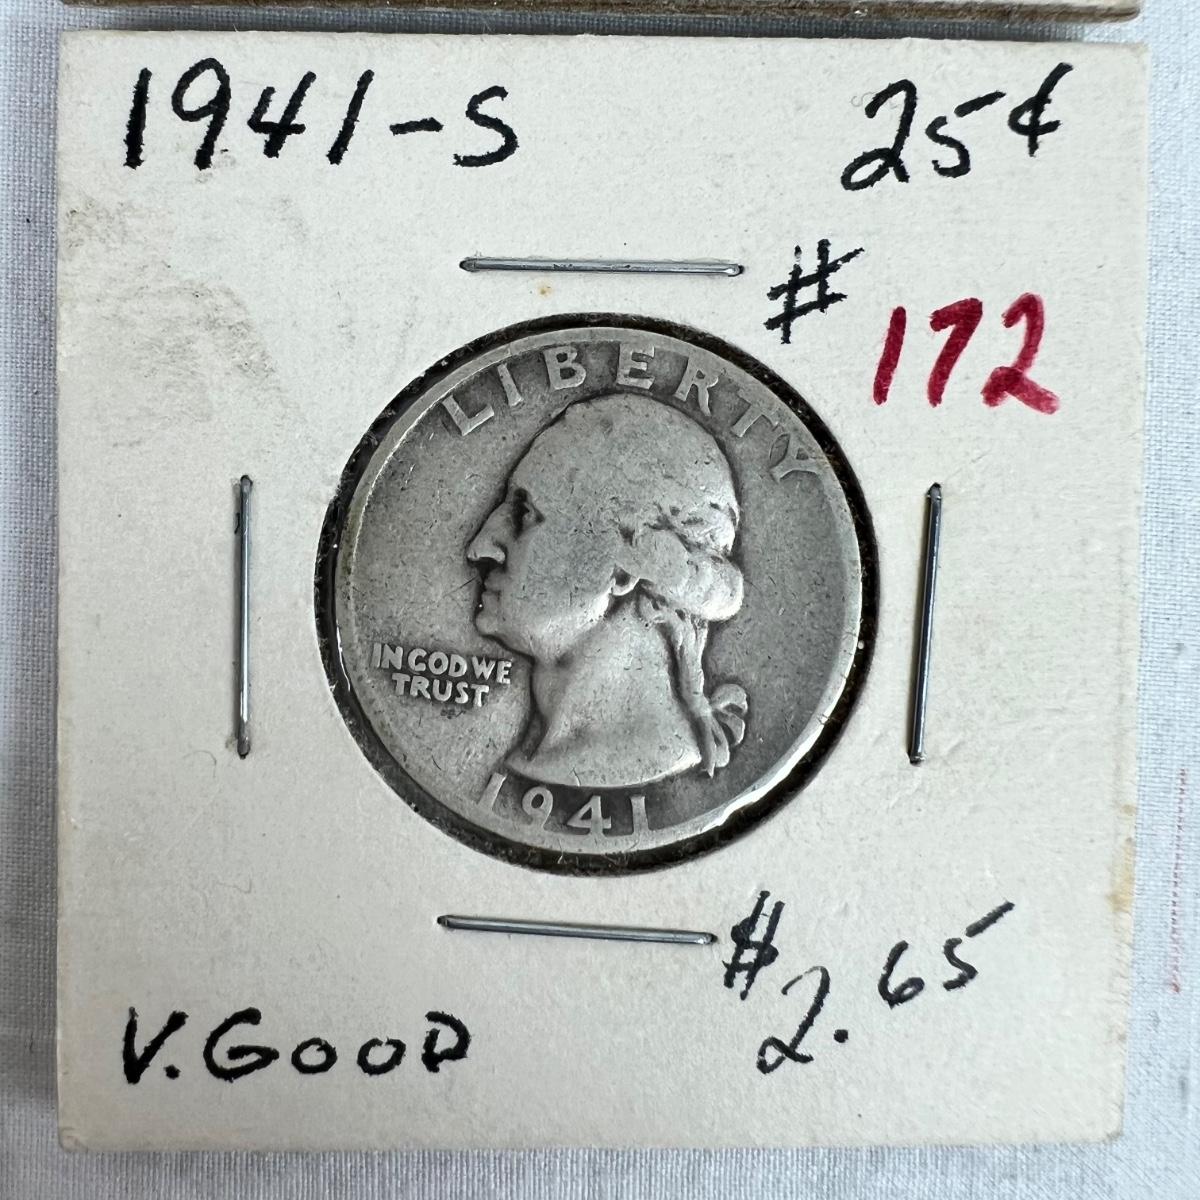 1941-S 25¢
# 172
LIBERTY
IN GOD WE
TRUST
1941
$2.65
V. GOOD